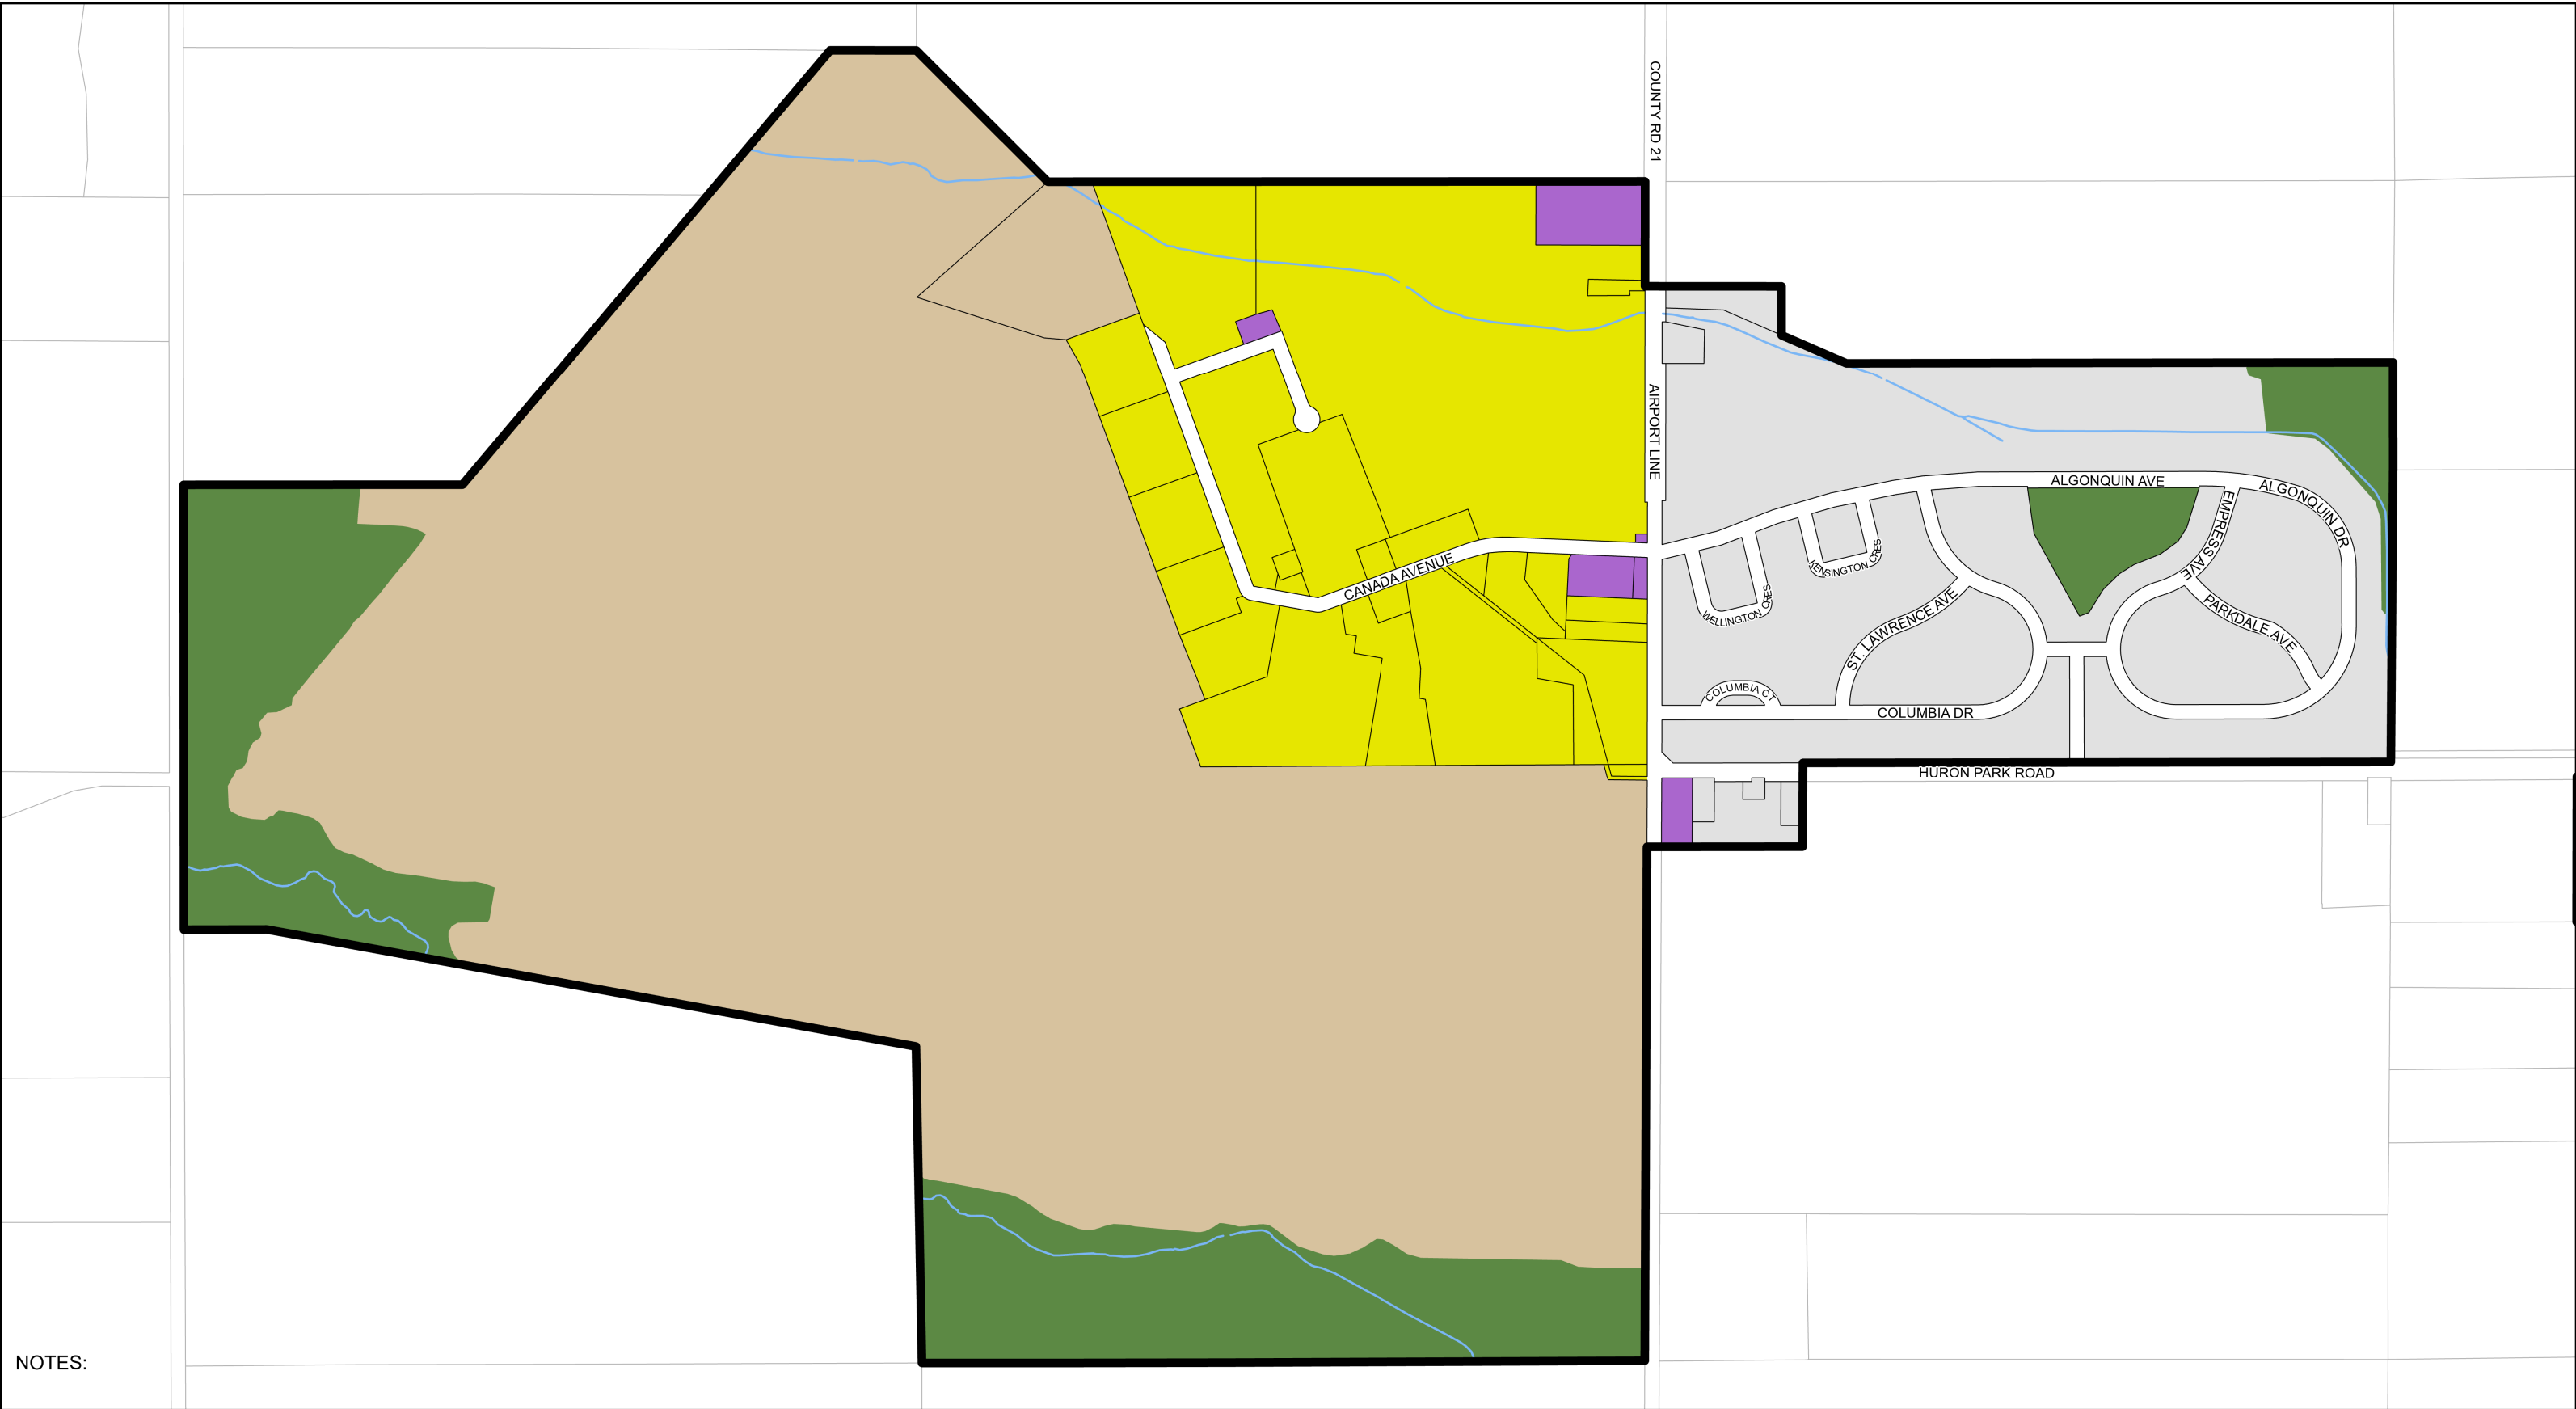 COUNTY RD 21
AIRPORT LINE
ALGONQUIN AVE
ALGONQUIN DR
EMPRESS AVE
KENSINGTON CRES
CANADA AVENUE
WELLINGTON CRES
ST. LAWRENCE AVE
PARKDALE AVE
COLUMBIA CT
COLUMBIA DR
HURON PARK ROAD
NOTES: